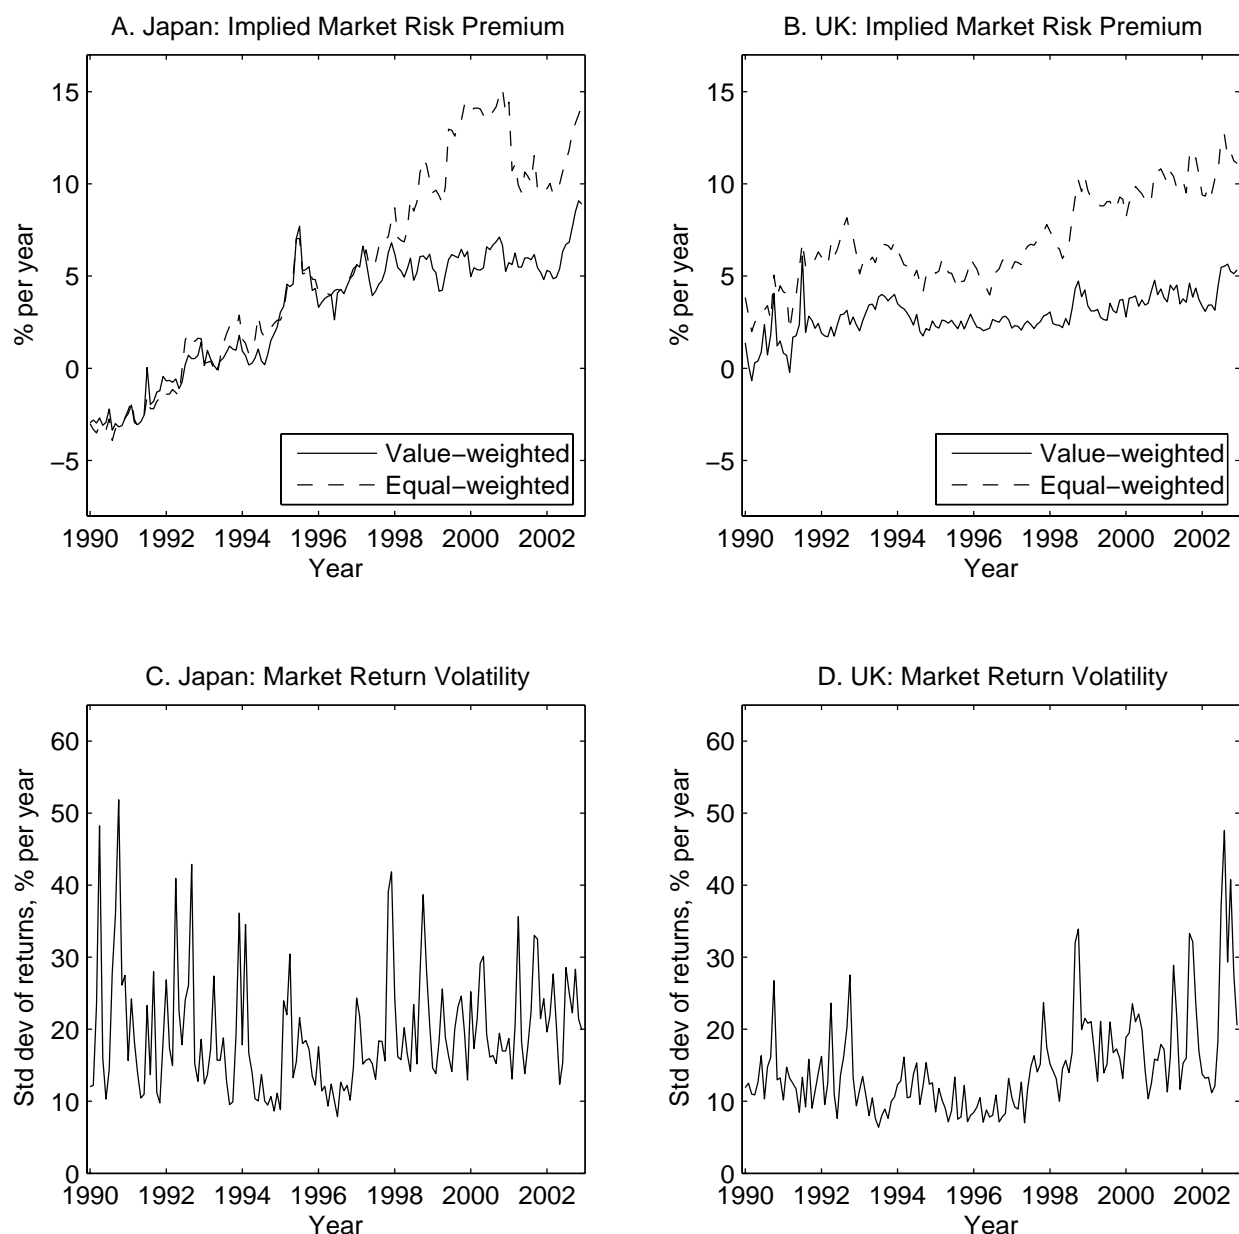 A. Japan: Implied Market Risk Premium
15
10
5
0
−5
% per year
Value−weighted
Equal−weighted
1990 1992 1994 1996 1998 2000 2002
Year
B. UK: Implied Market Risk Premium
15
10
5
0
−5
% per year
Value−weighted
Equal−weighted
1990 1992 1994 1996 1998 2000 2002
Year
C. Japan: Market Return Volatility
60
50
40
30
20
10
0
Std dev of returns, % per year
1990 1992 1994 1996 1998 2000 2002
Year
D. UK: Market Return Volatility
60
50
40
30
20
10
0
Std dev of returns, % per year
1990 1992 1994 1996 1998 2000 2002
Year